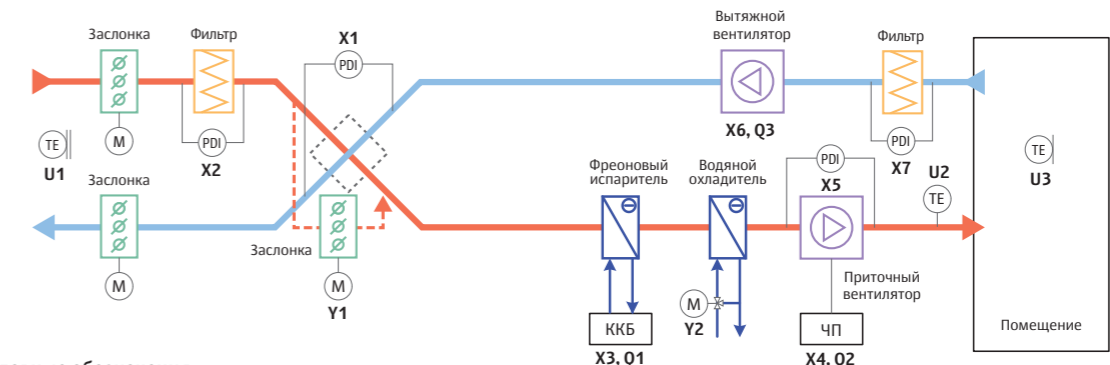 Заслонка
Фильтр
X1
PDI
Вытяжной
вентилятор
Фильтр
TE
U1
M
PDI
X2
X6, Q3
PDI
X7
TE
U3
Заслонка
Фреоновый
испаритель
Водяной
охладитель
PDI
X5
U2
TE
Заслонка
M
M
Y1
M
Y2
Приточный
вентилятор
ККБ
X3, Q1
ЧП
X4, Q2
Помещение